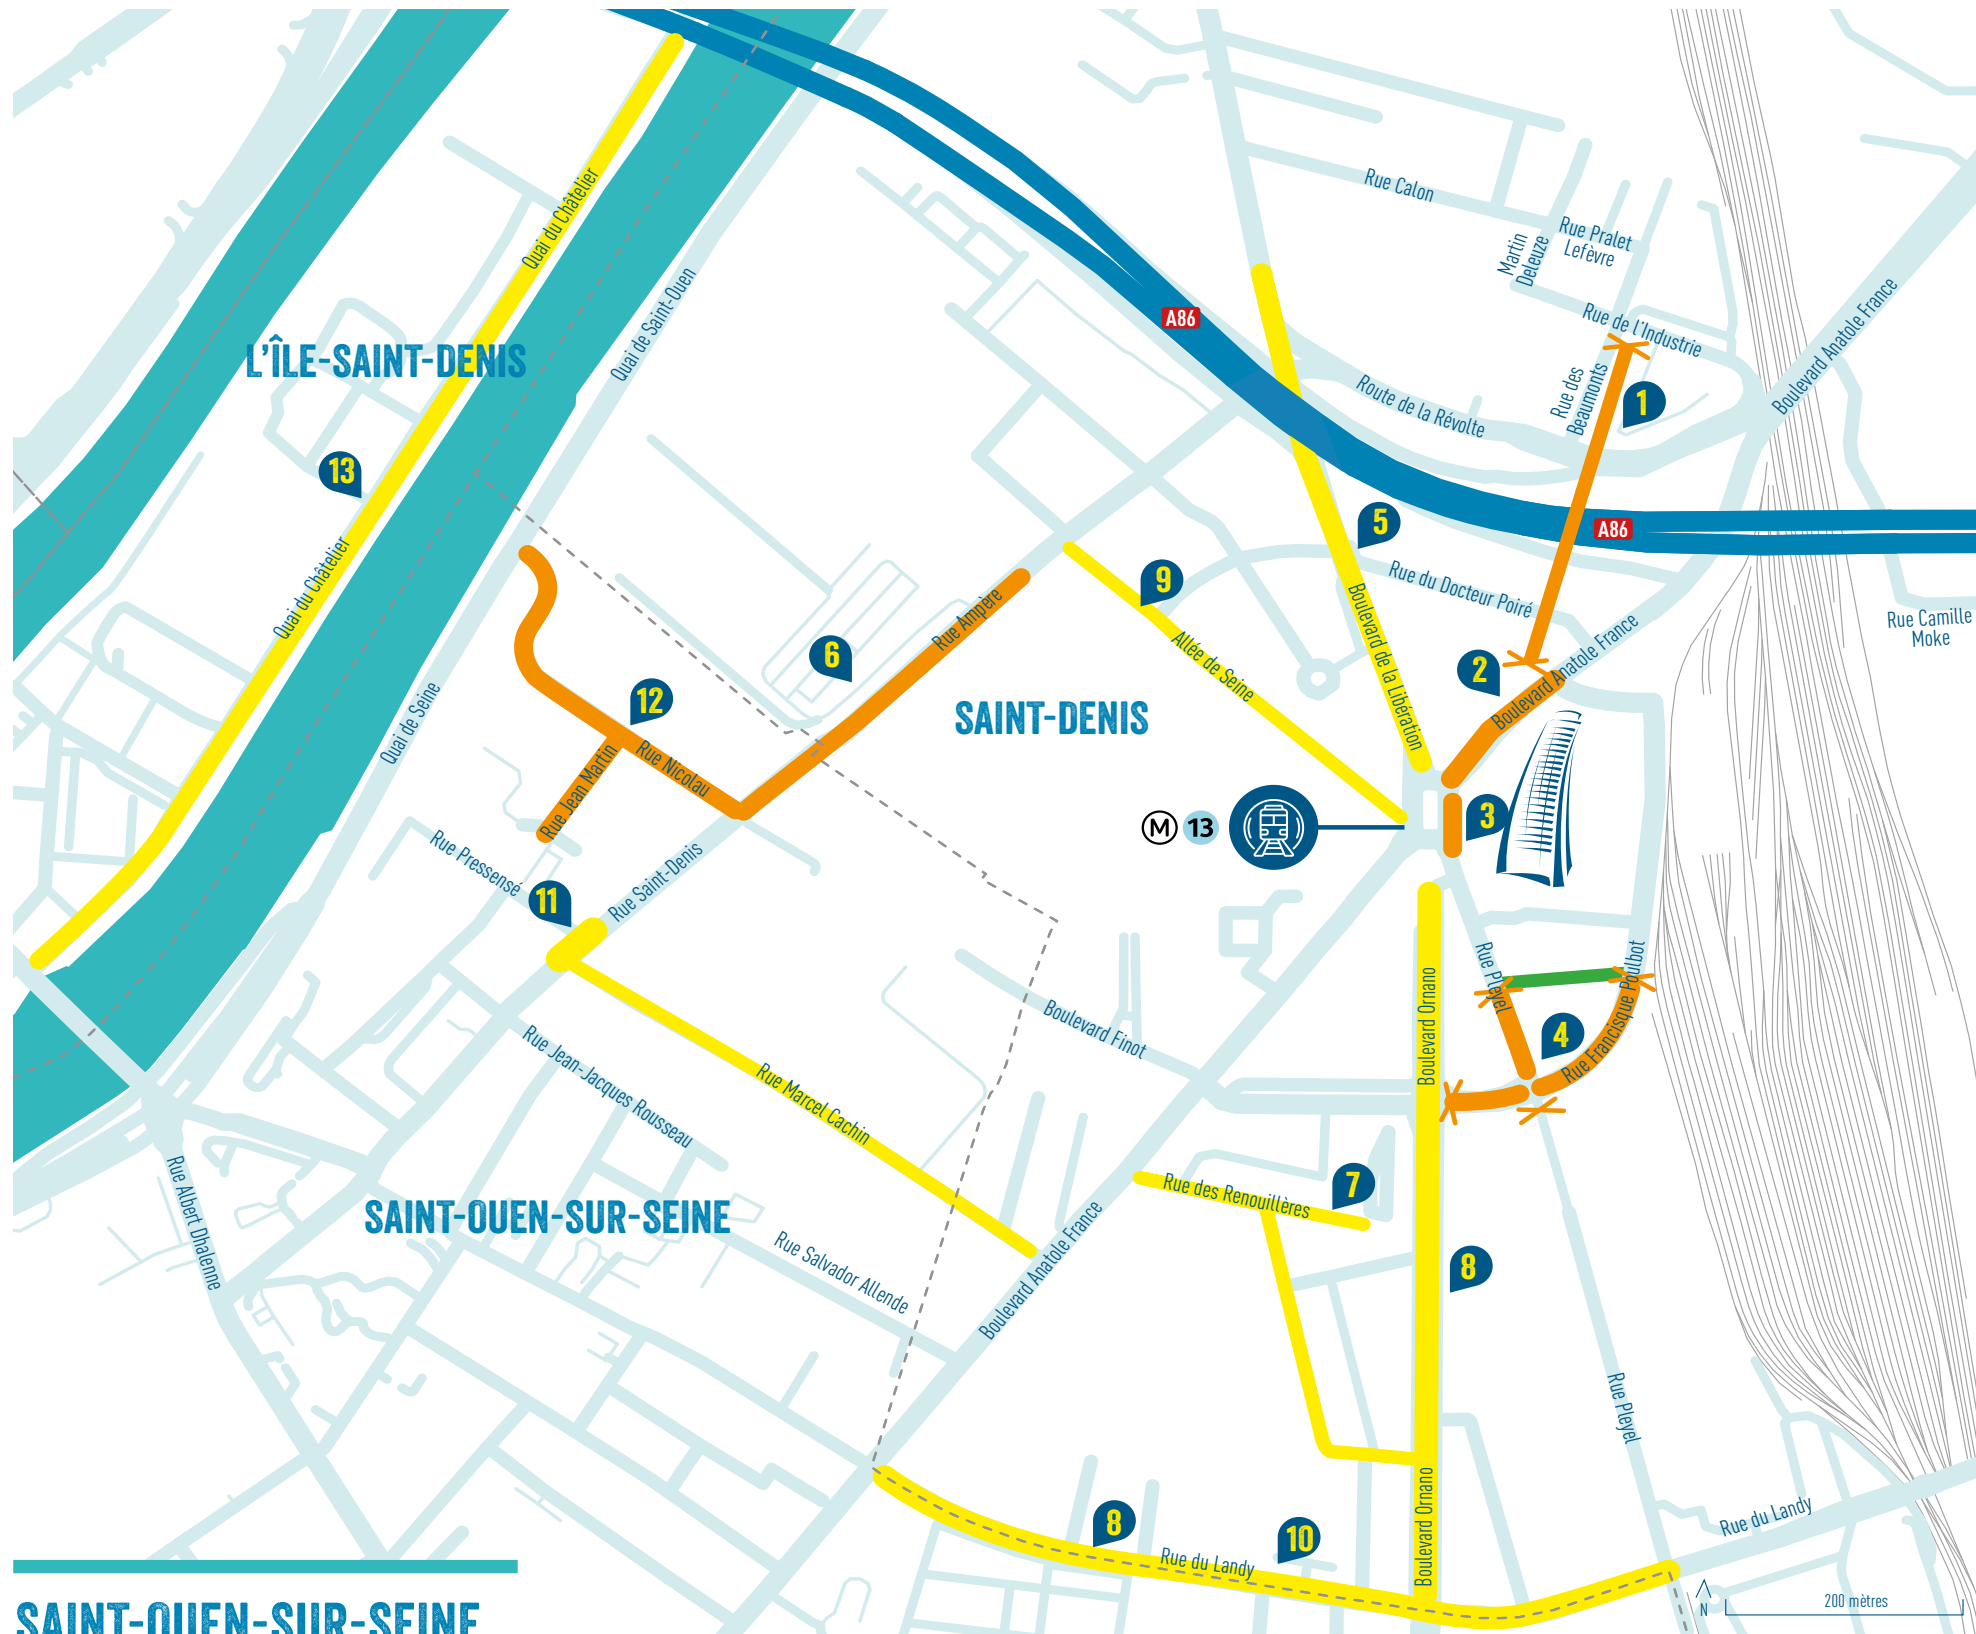 Rue Calon
Rue Pralet
Lefèvre
Martin
Deleuze
Quai du Châtelier
Rue de l'Industrie
Boulevard Anatole France
Quai de Saint-Ouen
A86
L'ÎLE-SAINT-DENIS
Route de la Révolte
Rue des
Beaumonts
1
13
5
A86
Quai du Châtelier
9
Rue du Docteur Poiré
Rue Ampère
Boulevard de la Libération
Rue Camille
Moke
6
Allée de Seine
2
Boulevard Anatole France
12
SAINT-DENIS
Quai de Seine
Rue Jean Martin
Rue Nicolau
M
13
3
Rue Pressensé
11
Rue Saint-Denis
Rue Pleyel
Rue Francisque Poulbot
Boulevard Ornano
Boulevard Finot
4
Rue Jean-Jacques Rousseau
Rue Marcel Cachin
Rue Albert Dhalenne
Rue des Renouillères
7
SAINT-OUEN-SUR-SEINE
Rue Salvador Allende
Boulevard Anatole France
8
Rue Pleyel
Boulevard Ornano
8
10
Rue du Landy
Rue du Landy
N
200 mètres
SAINT-OUEN-SUR-SEINE